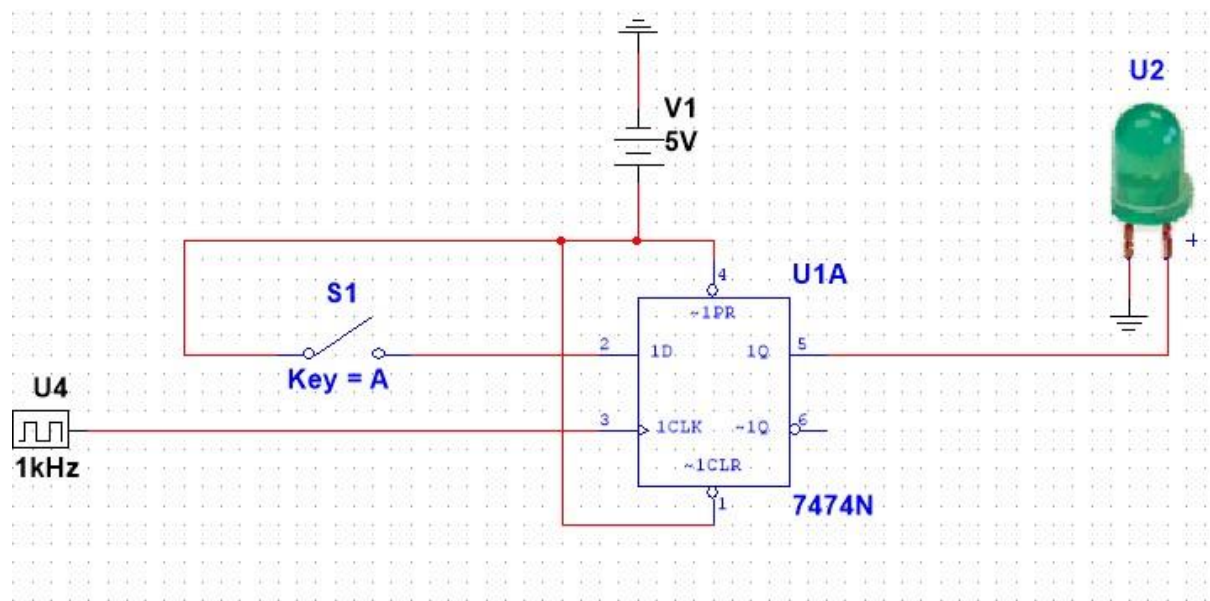 U2
V1
5V
+
4
U1A
S1
~1PR
2
1D
1Q
5
Key = A
U4
3
1CLK
~1Q
6
1kHz
~1CLR
1
7474N